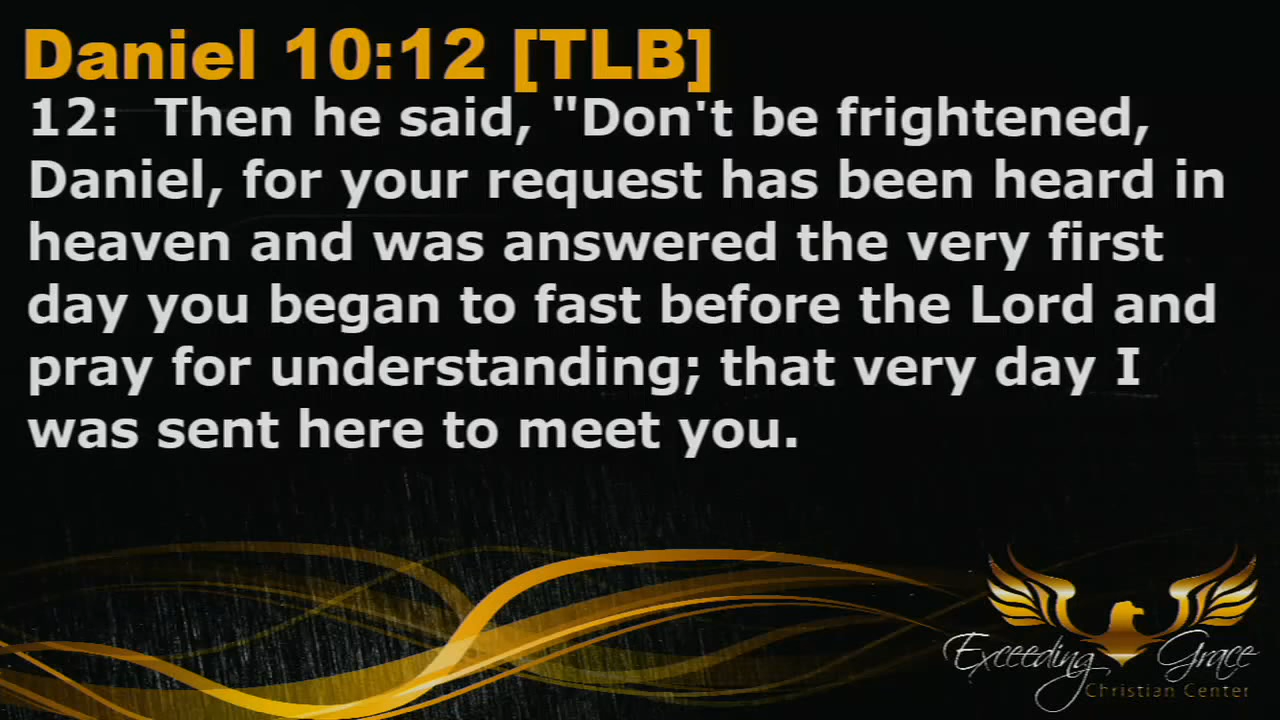 Daniel 10:12 [TLB]
12: Then he said, "Don't be frightened,
Daniel, for your request has been heard in
heaven and was answered the very first
day you began to fast before the Lord and
pray for understanding; that very day I
was sent here to meet you.
Exceeding Grace
Christian Center